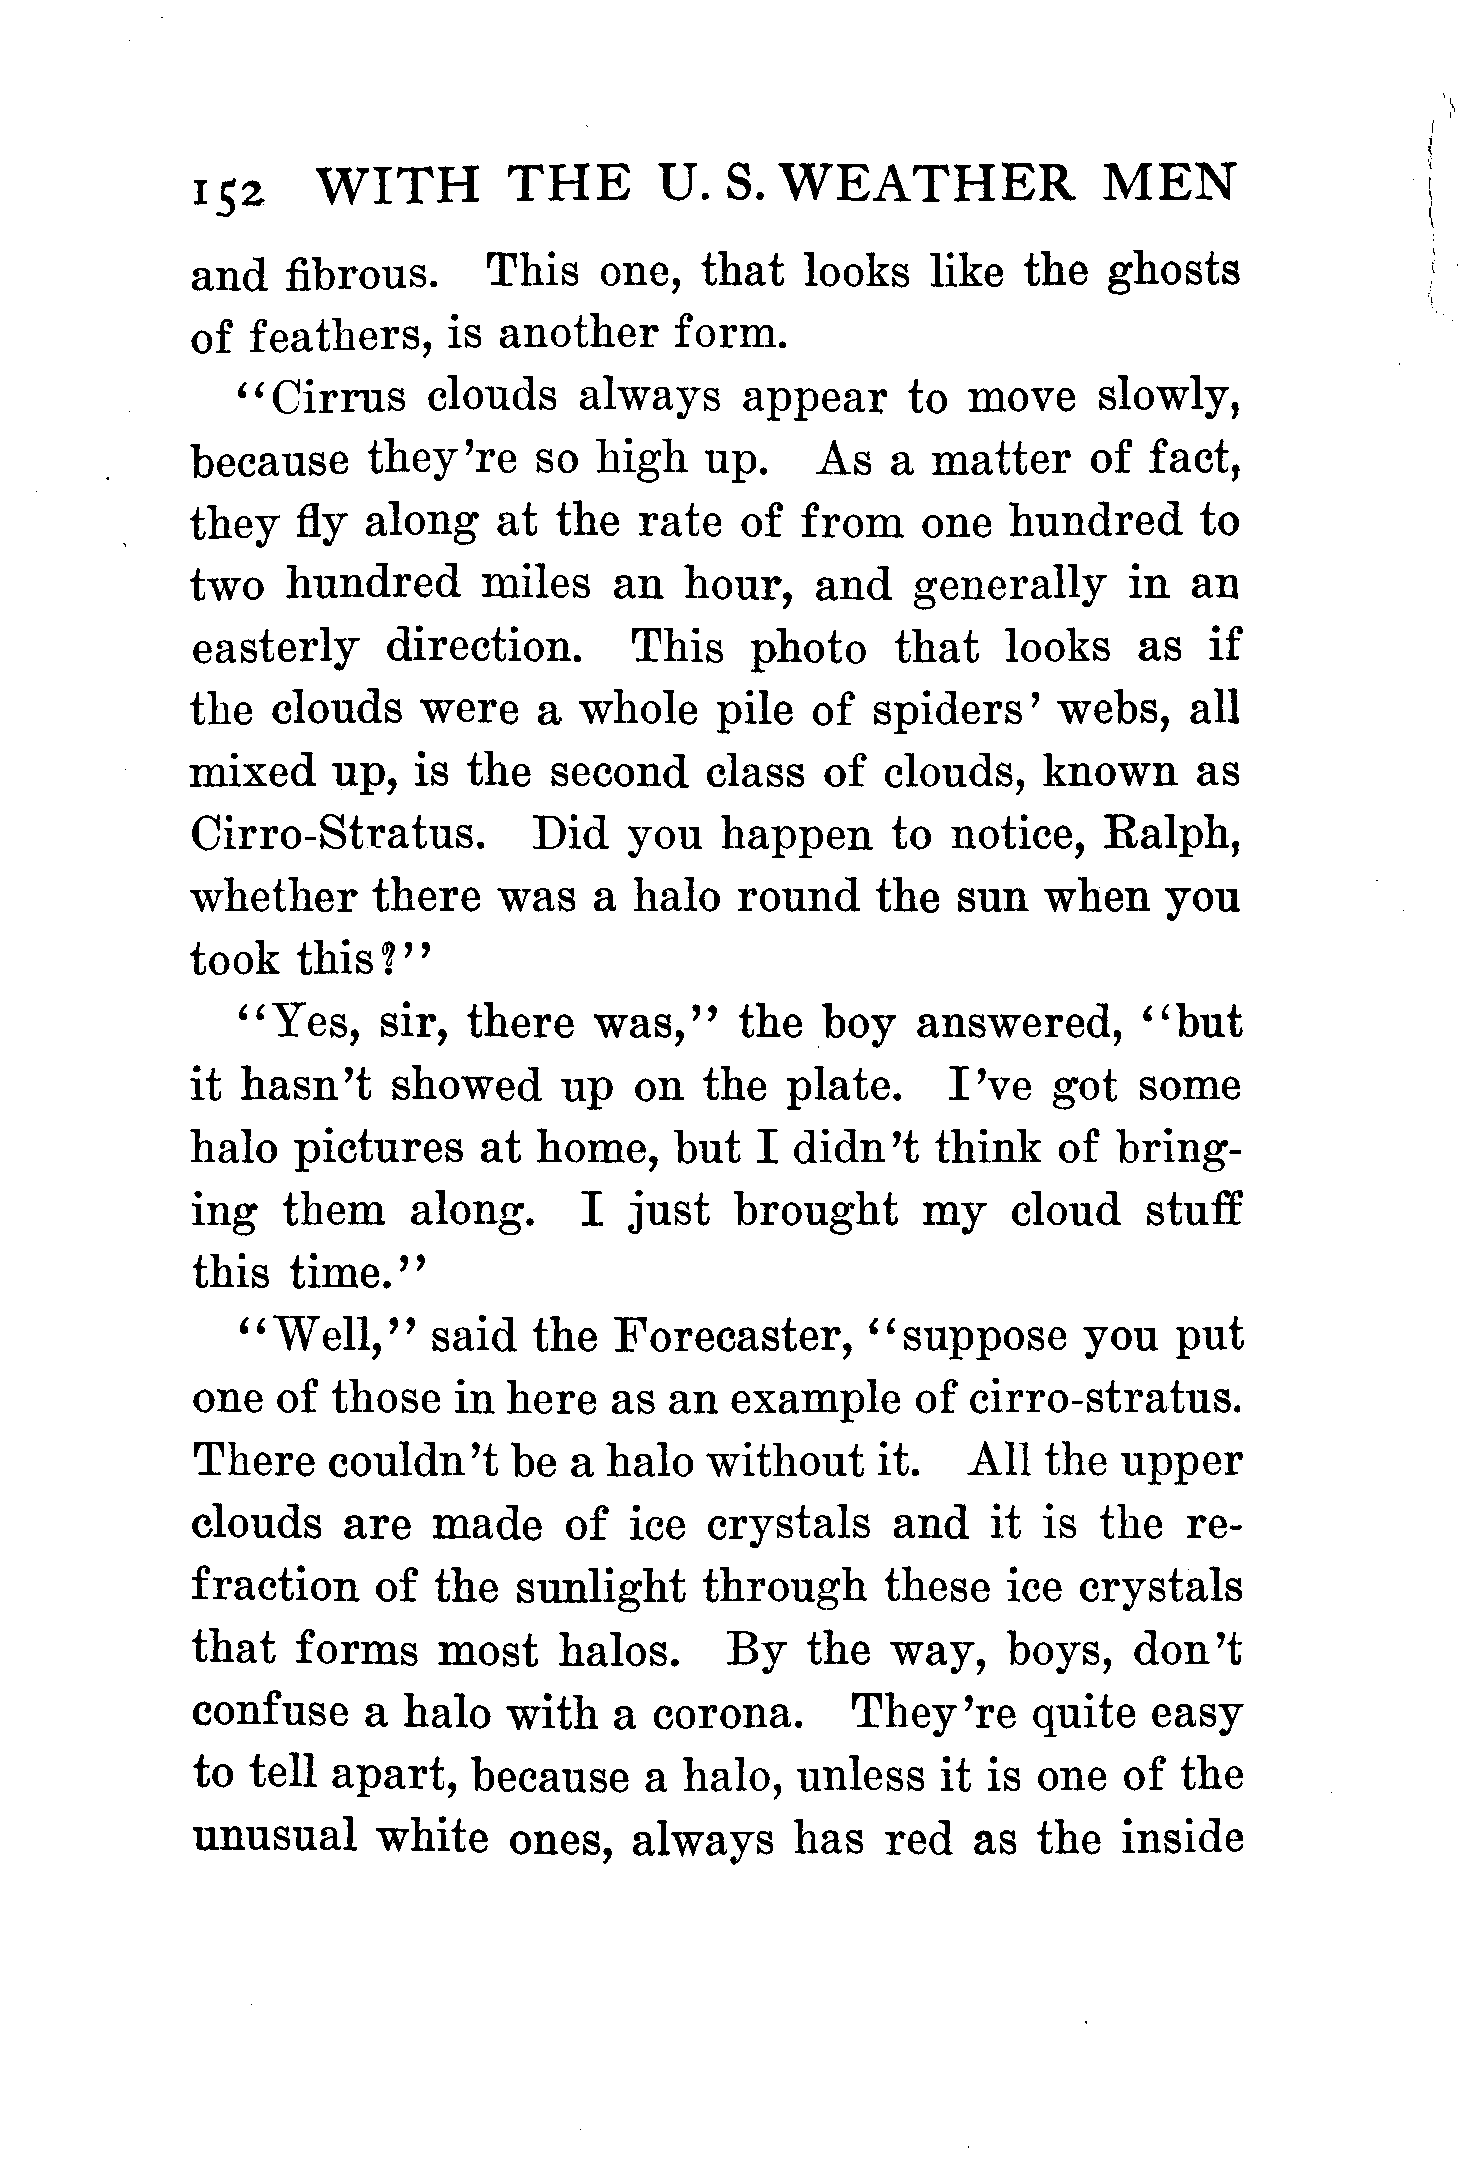 152 WITH THE U. S. WEATHER MEN
and fibrous. This one, that looks like the ghosts
of feathers, is another form.
"Cirrus clouds always appear to move slowly,
because they're so high up. As a matter of fact,
they fly along at the rate of from one hundred to
two hundred miles an hour, and generally in an
easterly direction. This photo that looks as if
the clouds were a whole pile of spiders' webs, all
mixed up, is the second class of clouds, known as
Cirro-Stratus. Did you happen to notice, Ralph,
whether there was a halo round the sun when you
took this?"
"Yes, sir, there was," the boy answered, "but
it hasn't showed up on the plate. I've got some
halo pictures at home, but I didn't think of bring-
ing them along. I just brought my cloud stuff
this time."
"Well," said the Forecaster, "suppose you put
one of those in here as an example of cirro-stratus.
There couldn't be a halo without it. All the upper
clouds are made of ice crystals and it is the re-
fraction of the sunlight through these ice crystals
that forms most halos. By the way, boys, don't
confuse a halo with a corona. They're quite easy
to tell apart, because a halo, unless it is one of the
unusual white ones, always has red as the inside